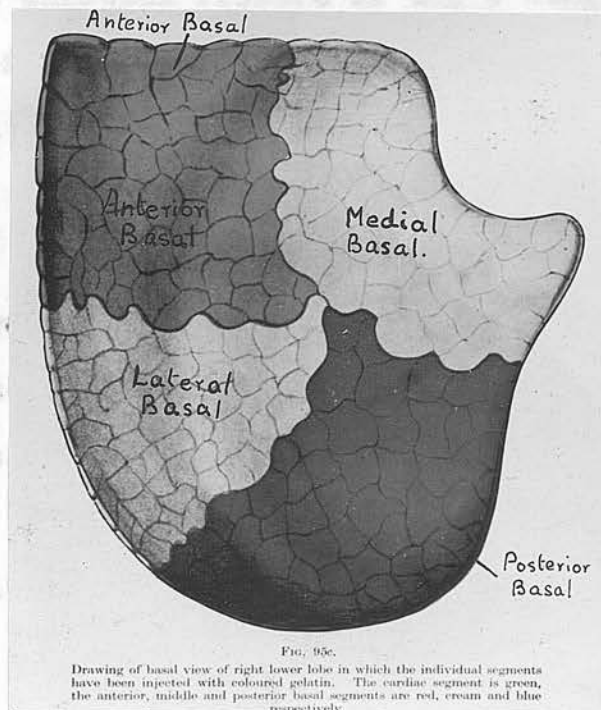 Anterior Basal
Anterior
Basal
Medial
Basal.
Lateral
Basal
Posterior
Basal
FIG. 95c.
Drawing of basal view of right lower lobe in which the individual segments
have been injected with coloured gelatin. The cardiac segment is green,
the anterior, middle and posterior basal segments are red, cream and blue
respectively.